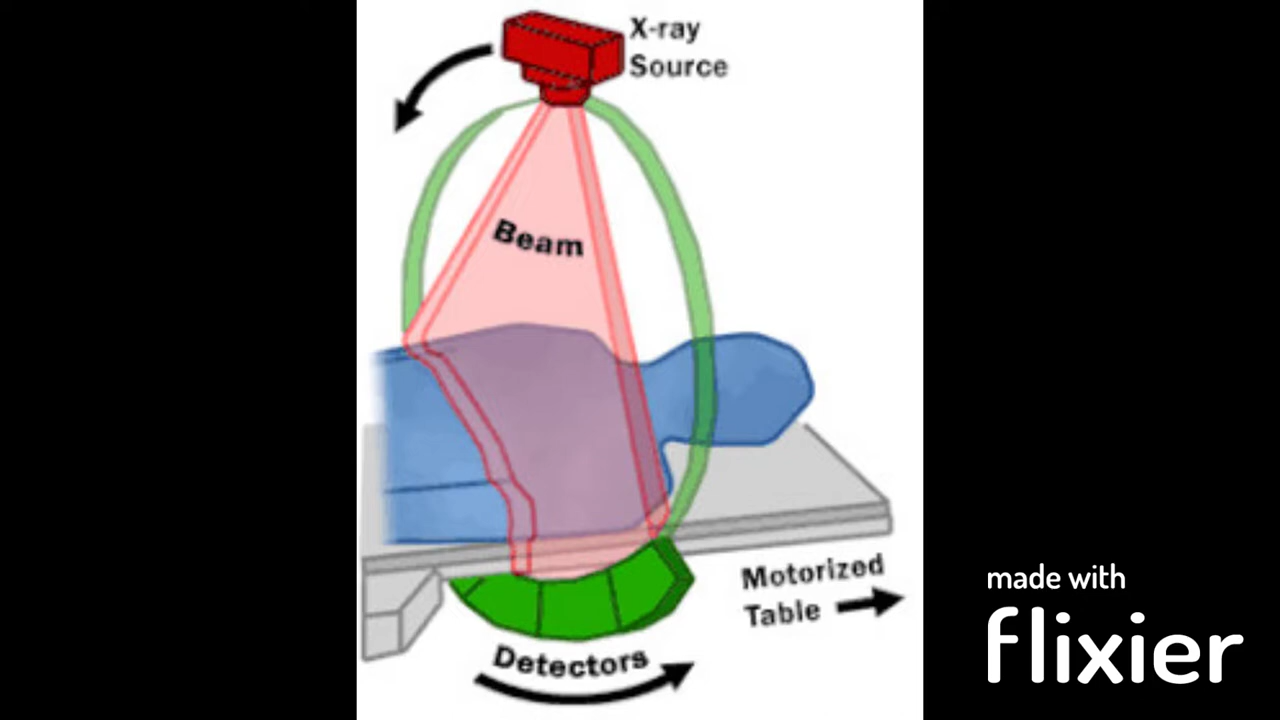 X-ray
Source
Beam
Motorized
Table
Detectors
made with
flixier